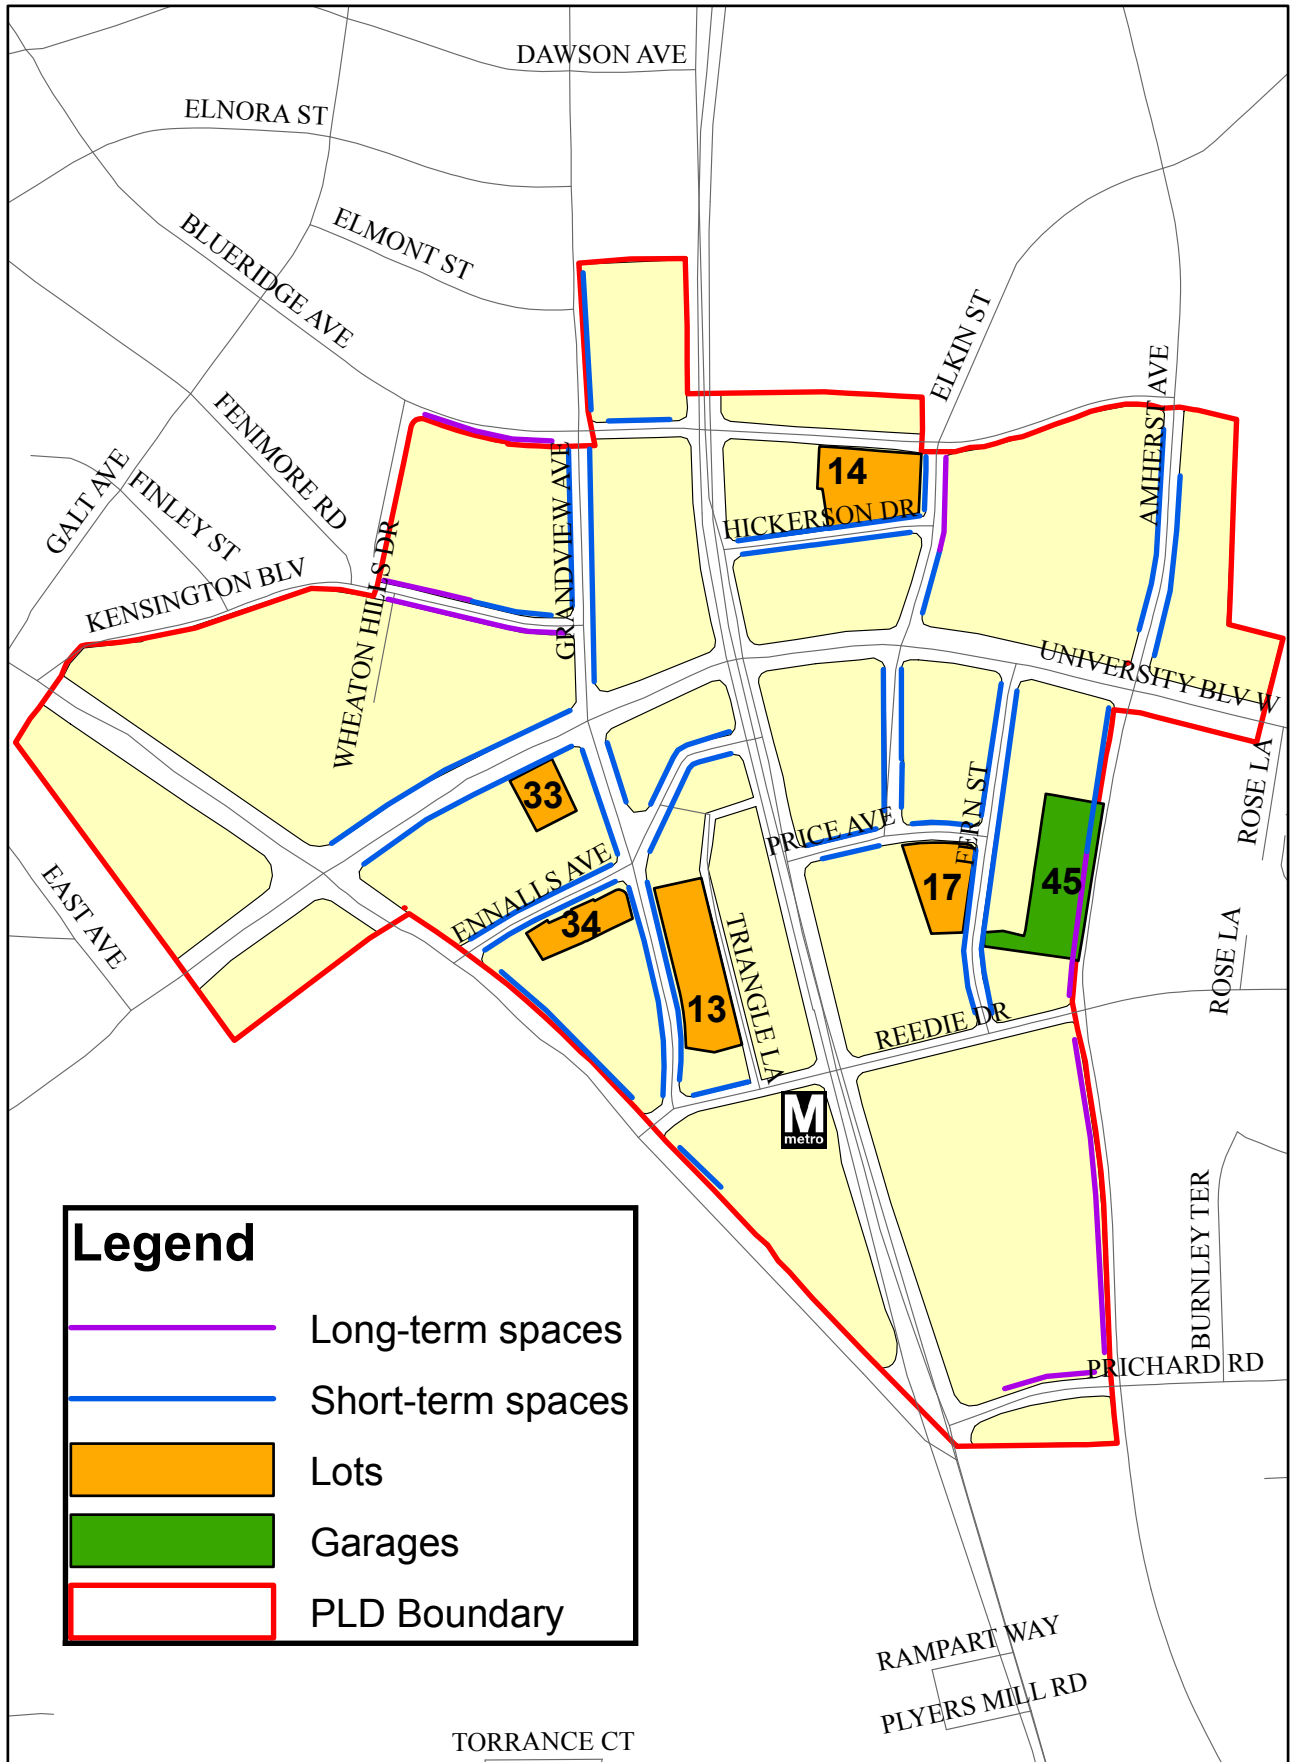 DAWSON AVE
ELNORA ST
ELMONT ST
BLUERIDGE AVE
ELKIN ST
AMHERST AVE
FENIMORE RD
GALT AVE
FINLEY ST
14
HICKERSON DR
GRANDVIEW AVE
KENSINGTON BLV
WHEATON HILLS DR
UNIVERSITY BLV W
ROSE LA
33
PRICE AVE
FERN ST
45
17
ENNALLS AVE
EAST AVE
34
TRIANGLE LA
13
ROSE LA
REEDIE DR
M
metro
BURNLEY TER
PRICHARD RD
Legend
Long-term spaces
Short-term spaces
Lots
Garages
PLD Boundary
RAMPART WAY
PLYERS MILL RD
TORRANCE CT